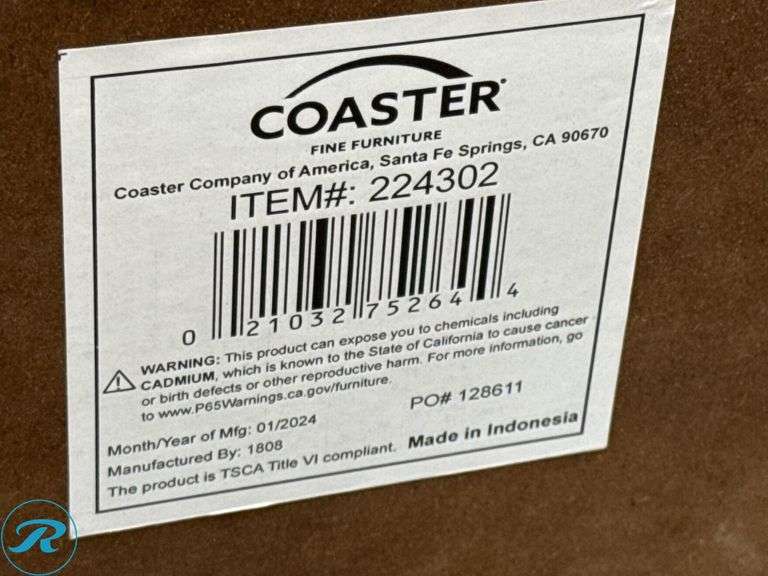 COASTER
FINE FURNITURE
Coaster Company of America, Santa Fe Springs, CA 90670
ITEM#: 224302
0 21032 75264 4
WARNING: This product can expose you to chemicals including
CADMIUM, which is known to the State of California to cause cancer
or birth defects or other reproductive harm. For more information, go
to www.P65Warnings.ca.gov/furniture.
PO# 128611
Month/Year of Mfg: 01/2024
Manufactured By: 1808
The product is TSCA Title VI compliant. Made in Indonesia
R